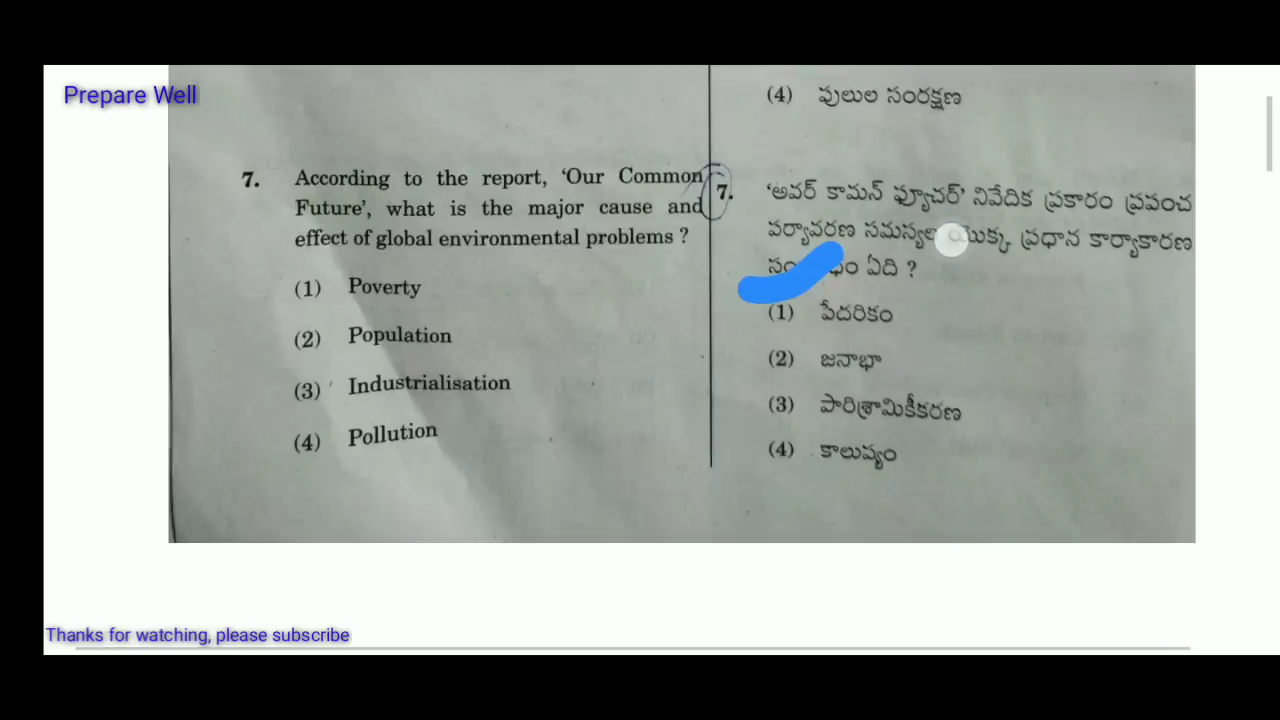 Prepare Well
7. According to the report, 'Our Common
Future', what is the major cause and
effect of global environmental problems ?
(1) Poverty
(2) Population
(3) Industrialisation
(4) Pollution
(4) పులుల సంరక్షణ
7. 'అవర్ కామన్ ఫ్యూచర్' నివేదిక ప్రకారం ప్రపంచ
పర్యావరణ సమస్యల యొక్క ప్రధాన కార్యాకారణ
ఏది ?
(1) పేదరికం
(2) జనాభా
(3) పారిశ్రామికీకరణ
(4) కాలుష్యం
Thanks for watching, please subscribe